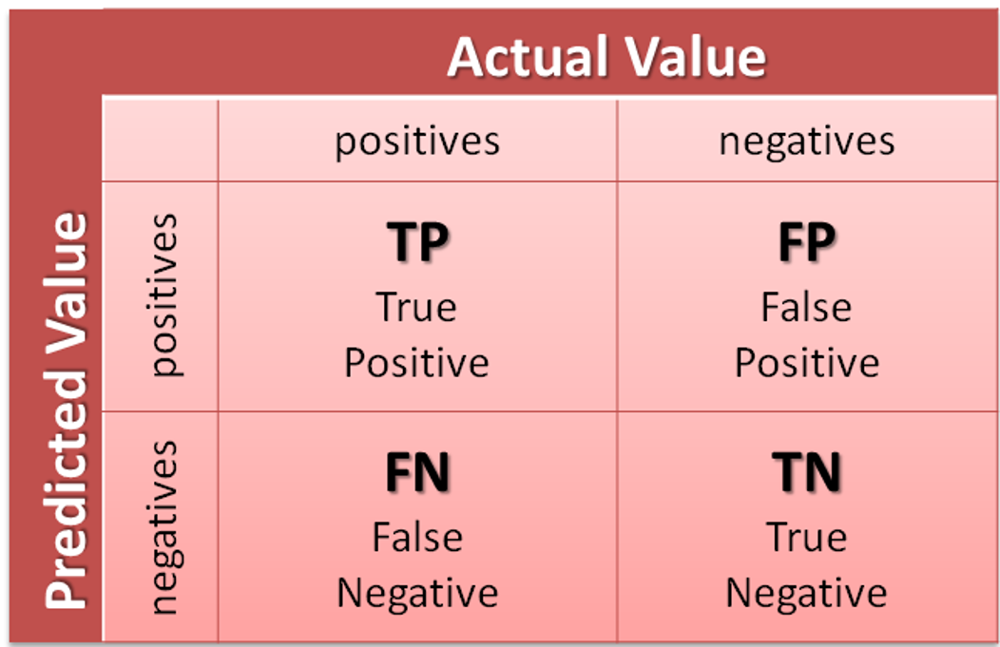 Actual Value
positives
negatives
Predicted Value
positives
TP
True
Positive
FP
False
Positive
negatives
FN
False
Negative
TN
True
Negative